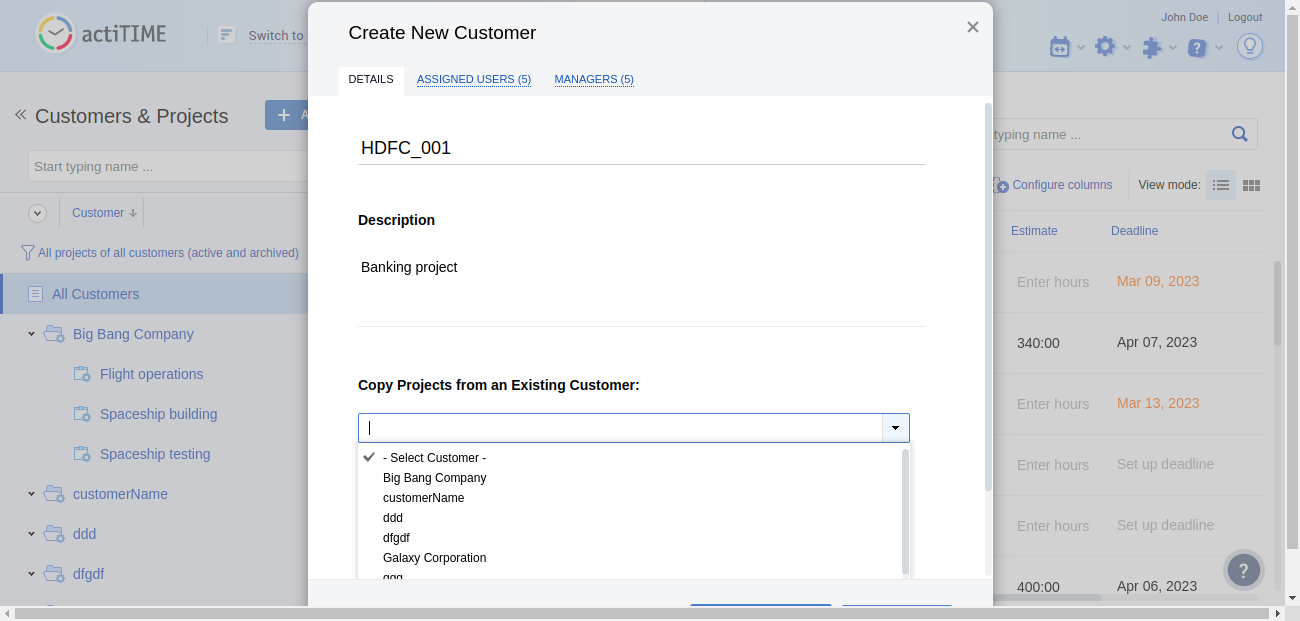 John Doe
Logout
actiTIME
Switch to
Create New Customer
DETAILS
ASSIGNED USERS (5)
MANAGERS (5)
Customers & Projects
Start typing name ...
typing name ...
HDFC_001
Configure columns
View mode:
Customer
Description
Estimate
Deadline
All projects of all customers (active and archived)
Banking project
All Customers
Enter hours
Mar 09, 2023
Big Bang Company
340:00
Apr 07, 2023
Flight operations
Copy Projects from an Existing Customer:
Enter hours
Mar 13, 2023
Spaceship building
Spaceship testing
- Select Customer -
Big Bang Company
customerName
ddd
dfgdf
Galaxy Corporation
Enter hours
Set up deadline
customerName
ddd
Enter hours
Set up deadline
dfgdf
400:00
Apr 06, 2023
?